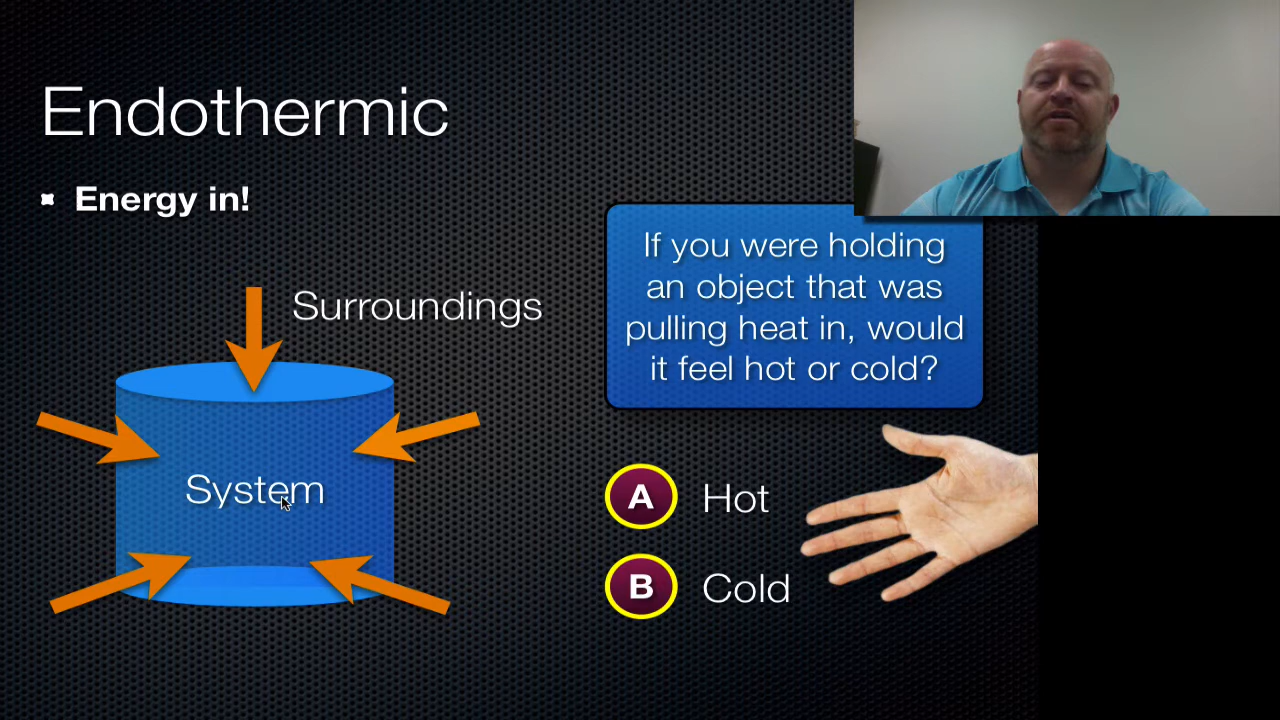 Endothermic
Energy in!
Surroundings
System
If you were holding
an object that was
pulling heat in, would
it feel hot or cold?
A Hot
B Cold